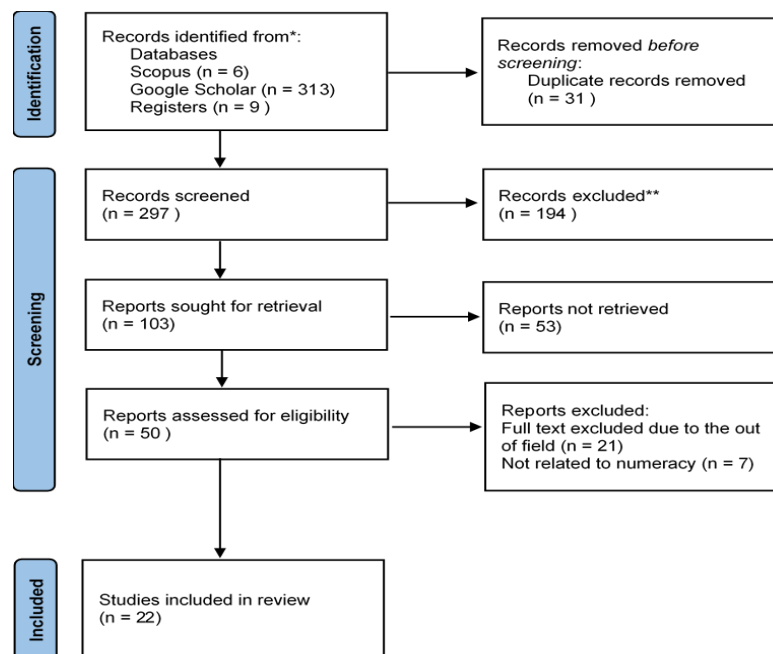 Identification
Records identified from*:
Databases
Scopus (n = 6)
Google Scholar (n = 313)
Registers (n = 9 )
Records removed before
screening:
Duplicate records removed
(n = 31 )
Screening
Records screened
(n = 297 )
Records excluded**
(n = 194 )
Reports sought for retrieval
(n = 103)
Reports not retrieved
(n = 53)
Reports assessed for eligibility
(n = 50 )
Reports excluded:
Full text excluded due to the out
of field (n = 21)
Not related to numeracy (n = 7)
Included
Studies included in review
(n = 22)